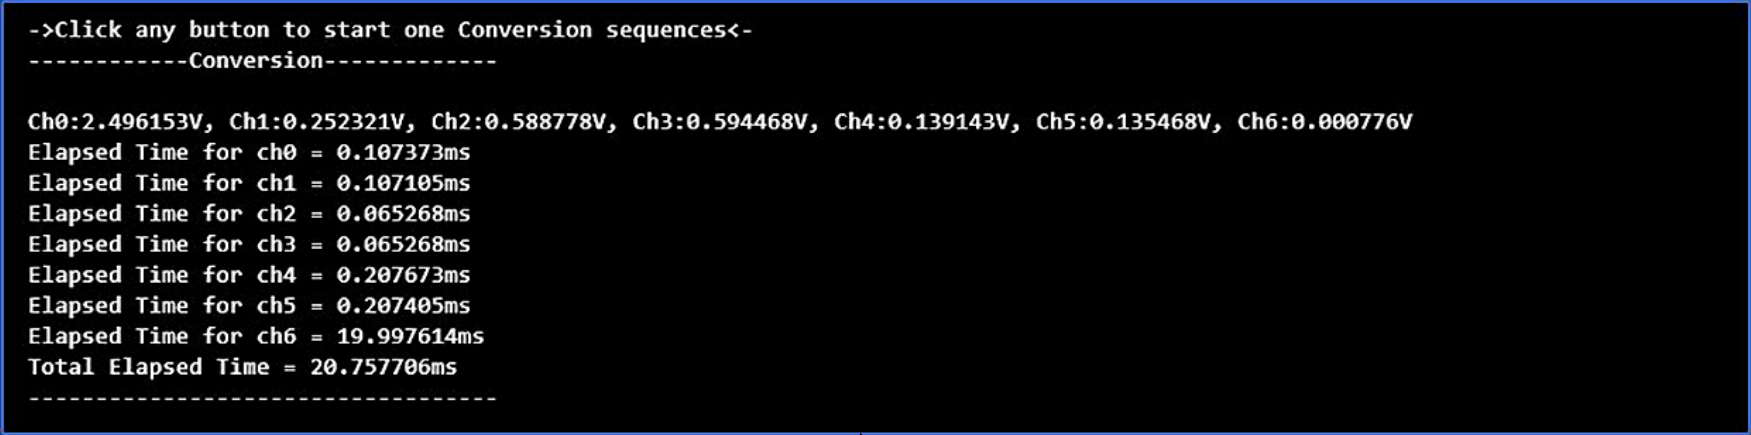 ->Click any button to start one Conversion sequences<-
------------Conversion-------------
Ch0:2.496153V, Ch1:0.252321V, Ch2:0.588778V, Ch3:0.594468V, Ch4:0.139143V, Ch5:0.135468V, Ch6:0.000776V
Elapsed Time for ch0 = 0.107373ms
Elapsed Time for ch1 = 0.107105ms
Elapsed Time for ch2 = 0.065268ms
Elapsed Time for ch3 = 0.065268ms
Elapsed Time for ch4 = 0.207673ms
Elapsed Time for ch5 = 0.207405ms
Elapsed Time for ch6 = 19.997614ms
Total Elapsed Time = 20.757706ms
-----------------------------------